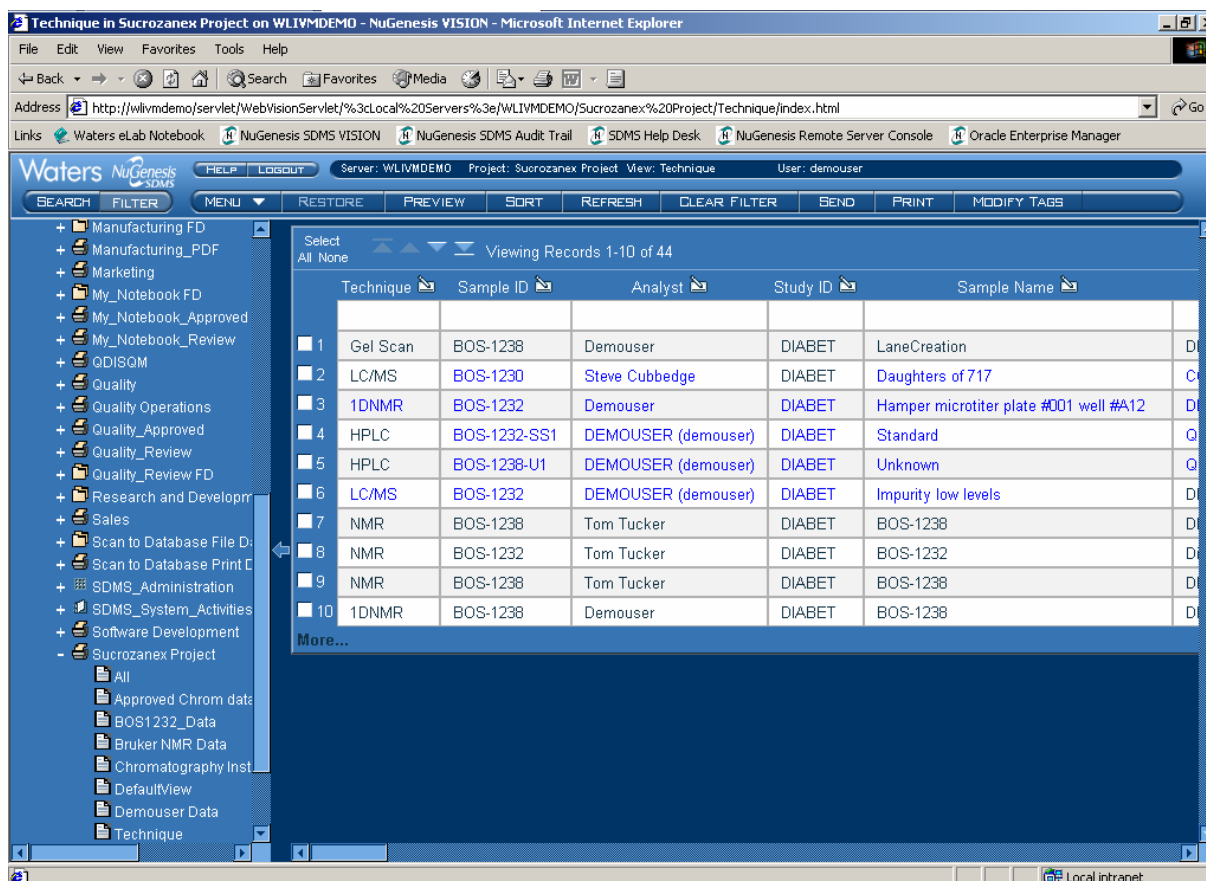 Technique in Sucrozanex Project on WLIVMDEMO - NuGenesis VISION - Microsoft Internet Explorer
File Edit View Favorites Tools Help
Back Search Favorites Media
Address http://wlivmdemo/servlet/WebVisionServlet/%3cLocal%20Servers%3e/WLIVMDEMO/Sucrozanex%20Project/Technique/index.html Go
Links Waters eLab Notebook NuGenesis SDMS VISION NuGenesis SDMS Audit Trail SDMS Help Desk NuGenesis Remote Server Console Oracle Enterprise Manager
Waters NuGenesis SDMS HELP LOGOUT Server: WLIVMDEMO Project: Sucrozanex Project View: Technique User: demouser
SEARCH FILTER MENU RESTORE PREVIEW SORT REFRESH CLEAR FILTER SEND PRINT MODIFY TAGS
+ Manufacturing FD
+ Manufacturing_PDF
+ Marketing
+ My_Notebook FD
+ My_Notebook_Approved
+ My_Notebook_Review
+ QDISQM
+ Quality
+ Quality Operations
+ Quality_Approved
+ Quality_Review
+ Quality_Review FD
+ Research and Developm
+ Sales
+ Scan to Database File D
+ Scan to Database Print D
+ SDMS_Administration
+ SDMS_System_Activities
+ Software Development
- Sucrozanex Project
All
Approved Chrom data
BOS1232_Data
Bruker NMR Data
Chromatography Inst
DefaultView
Demouser Data
Technique
Select
All None Viewing Records 1-10 of 44
Technique Sample ID Analyst Study ID Sample Name
1 Gel Scan BOS-1238 Demouser DIABET LaneCreation
2 LC/MS BOS-1230 Steve Cubbedge DIABET Daughters of 717
3 1DNMR BOS-1232 Demouser DIABET Hamper microtiter plate #001 well #A12
4 HPLC BOS-1232-SS1 DEMOUSER (demouser) DIABET Standard
5 HPLC BOS-1238-U1 DEMOUSER (demouser) DIABET Unknown
6 LC/MS BOS-1232 DEMOUSER (demouser) DIABET Impurity low levels
7 NMR BOS-1238 Tom Tucker DIABET BOS-1238
8 NMR BOS-1232 Tom Tucker DIABET BOS-1232
9 NMR BOS-1238 Tom Tucker DIABET BOS-1238
10 1DNMR BOS-1238 Demouser DIABET BOS-1238
More...
Local intranet